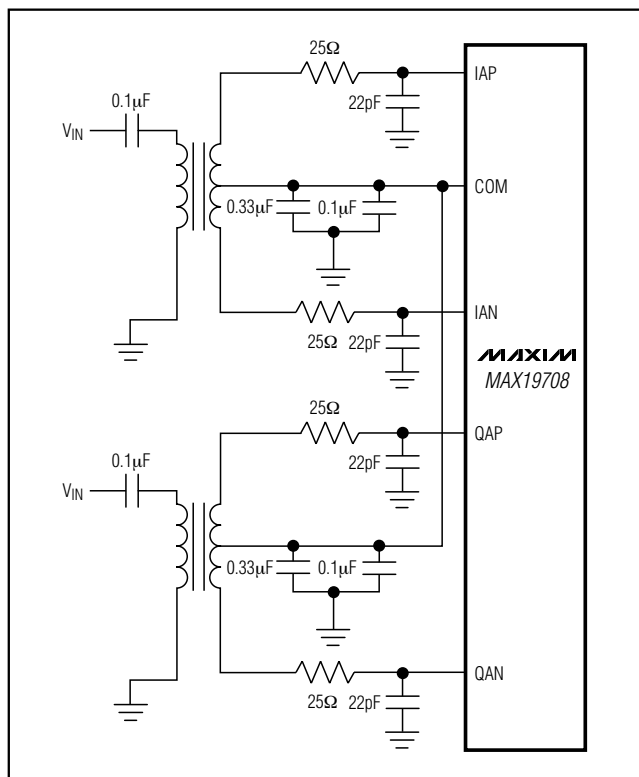 25Ω
IAP
0.1µF
22pF
VIN
COM
0.33µF
0.1µF
IAN
25Ω
22pF
MAXIM
MAX19708
25Ω
QAP
0.1µF
22pF
VIN
0.33µF
0.1µF
QAN
25Ω
22pF